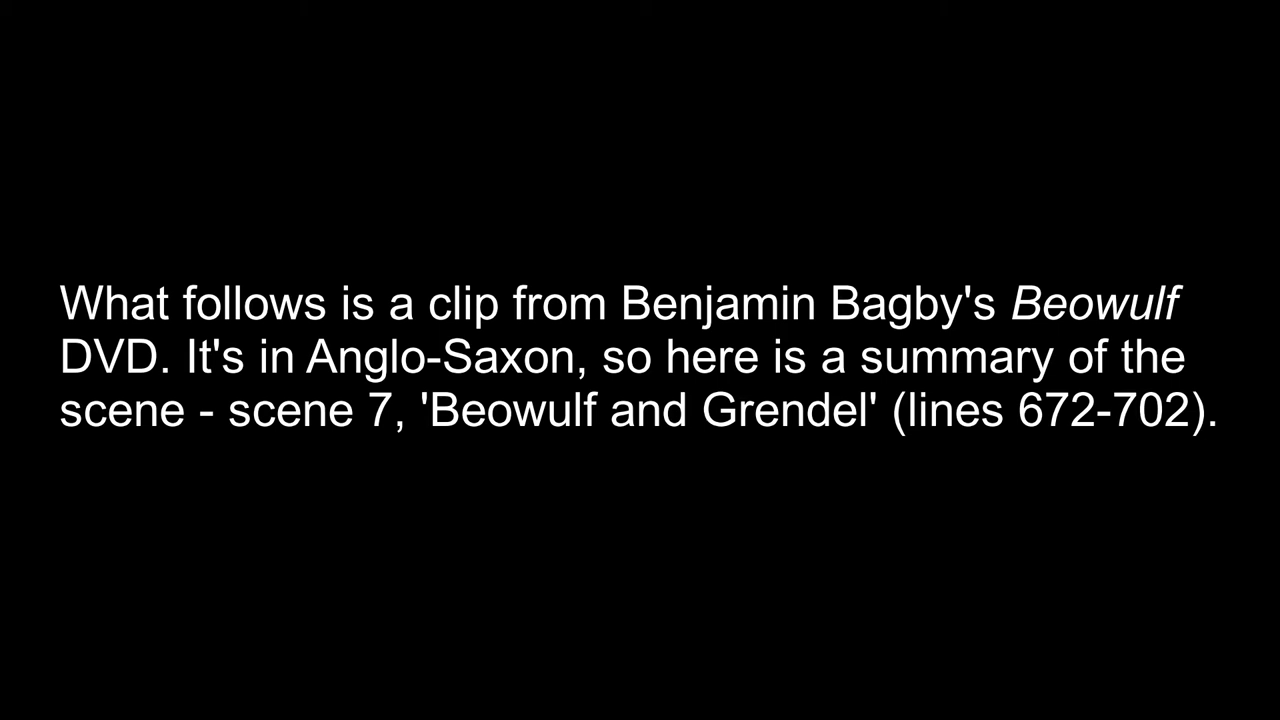 What follows is a clip from Benjamin Bagby's Beowulf
DVD. It's in Anglo-Saxon, so here is a summary of the
scene - scene 7, 'Beowulf and Grendel' (lines 672-702).